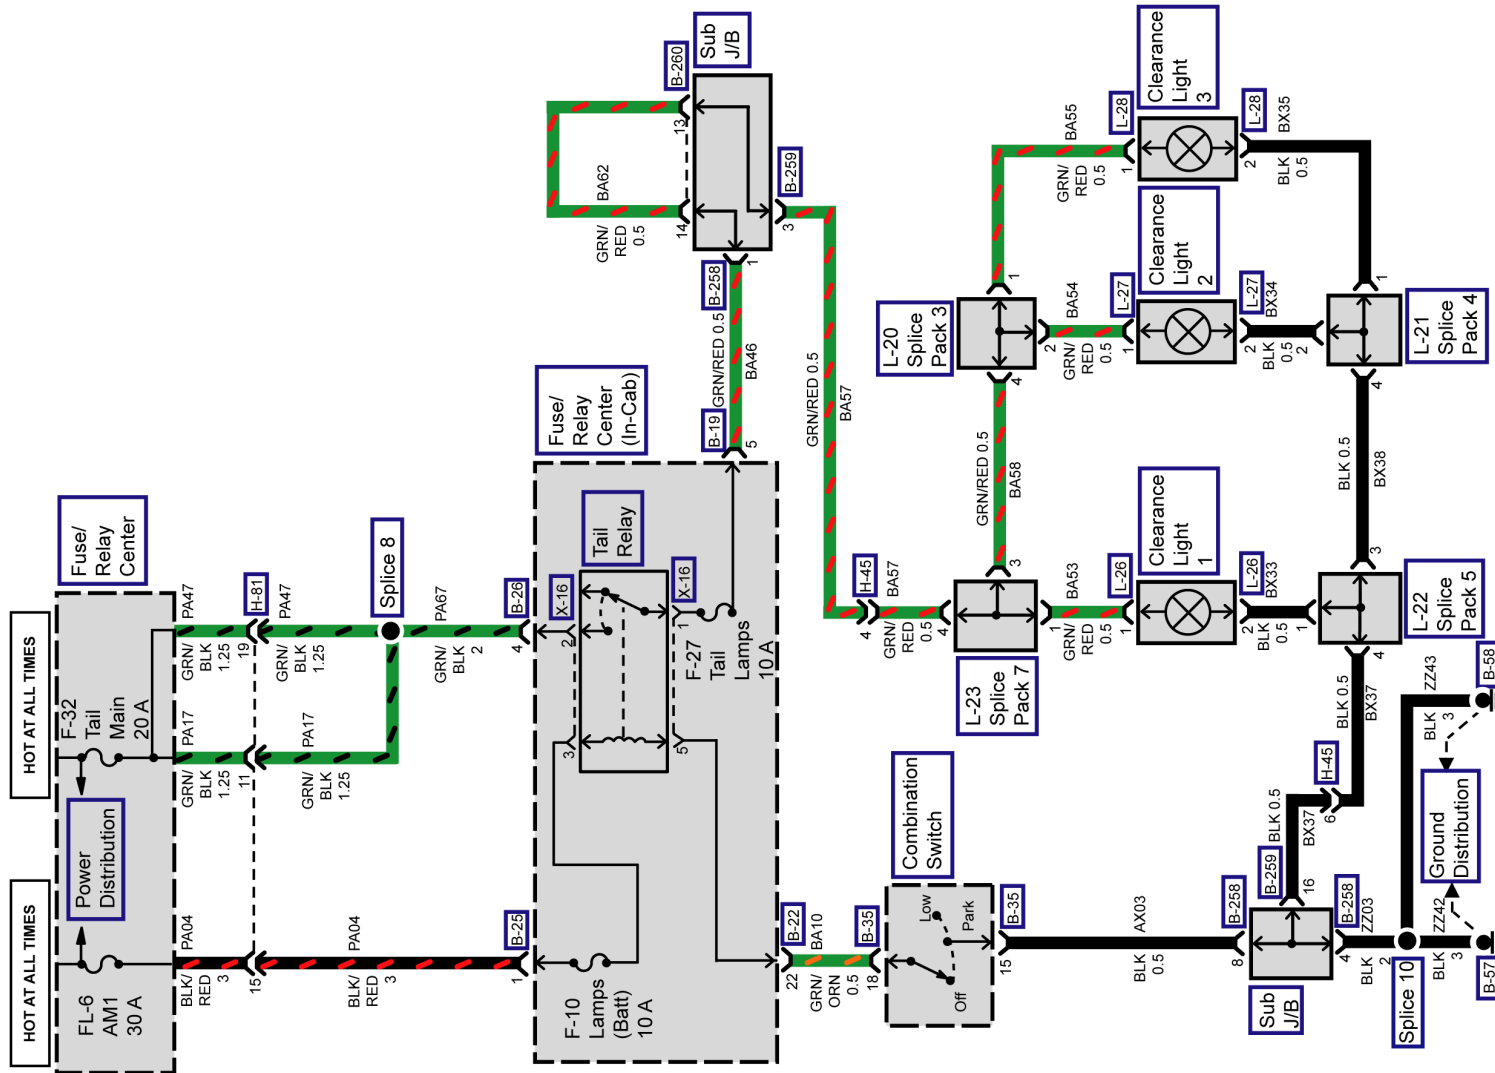 HOT AT ALL TIMES
HOT AT ALL TIMES
FL-6
AM1
30 A
Power
Distribution
F-32
Tail
Main
20 A
Fuse/
Relay
Center
BLK/
RED
3
PA04
15
BLK/
RED
3
PA04
1
B-25
GRN/
BLK
1.25
PA17
11
GRN/
BLK
1.25
PA17
GRN/
BLK
1.25
PA47
19
H-81
GRN/
BLK
1.25
PA47
Splice 8
GRN/
BLK
2
PA67
4
B-26
Fuse/
Relay
Center
(In-Cab)
F-10
Lamps
(Batt)
10 A
Tail
Relay
X-16
2
3
X-16
1
5
F-27
Tail
Lamps
10 A
B-19
5
GRN/RED 0.5
BA46
B-258
1
Sub
J/B
B-260
13
14
BA62
GRN/
RED
0.5
B-259
3
GRN/RED 0.5
BA57
H-45
4
BA57
GRN/
RED
0.5
4
B-22
22
BA10
GRN/
ORN
0.5
B-35
18
Combination
Switch
Off
Low
Park
B-35
15
AX03
BLK
0.5
B-258
8
Sub
J/B
B-259
16
BLK 0.5
BX37
H-45
6
BLK 0.5
BX37
B-258
4
ZZ03
BLK
2
Splice 10
ZZ42
BLK
3
B-57
ZZ43
BLK
3
B-58
Ground
Distribution
L-23
Splice
Pack 7
3
1
GRN/
RED
0.5
BA53
L-26
1
Clearance
Light
1
L-26
2
BX33
BLK
0.5
1
L-22
Splice
Pack 5
4
3
BLK 0.5
BX38
GRN/RED 0.5
BA58
L-20
Splice
Pack 3
4
2
1
GRN/
RED
0.5
BA54
L-27
1
Clearance
Light
2
L-27
2
BX34
BLK
0.5
2
L-21
Splice
Pack 4
4
1
GRN/
RED
0.5
BA55
L-28
1
Clearance
Light
3
L-28
2
BX35
BLK
0.5